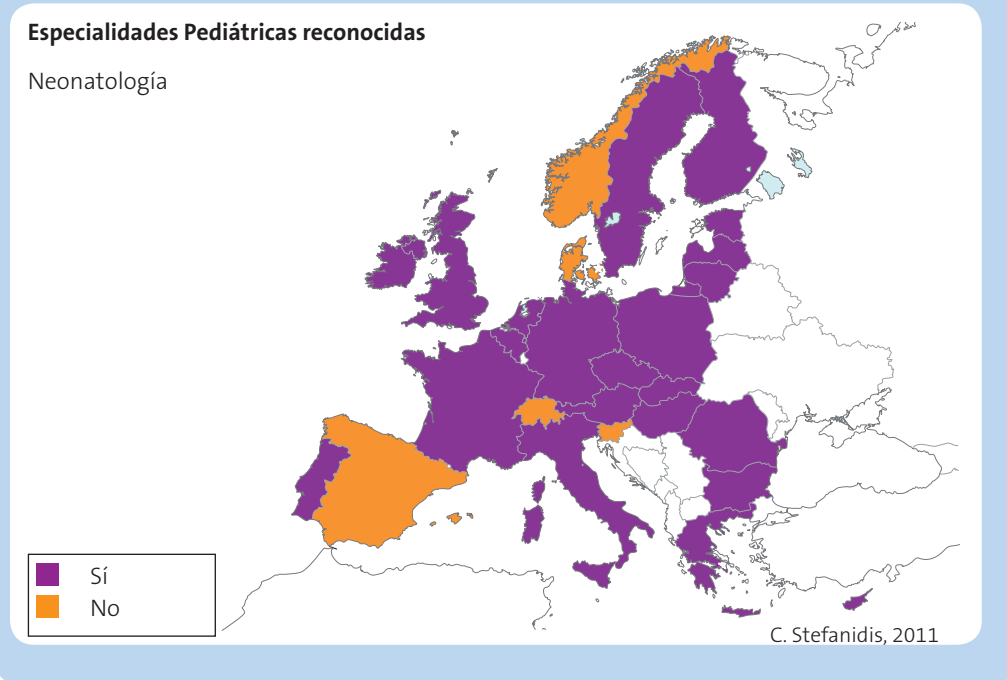 Especialidades Pediátricas reconocidas
Neonatología
Sí
No
C. Stefanidis, 2011